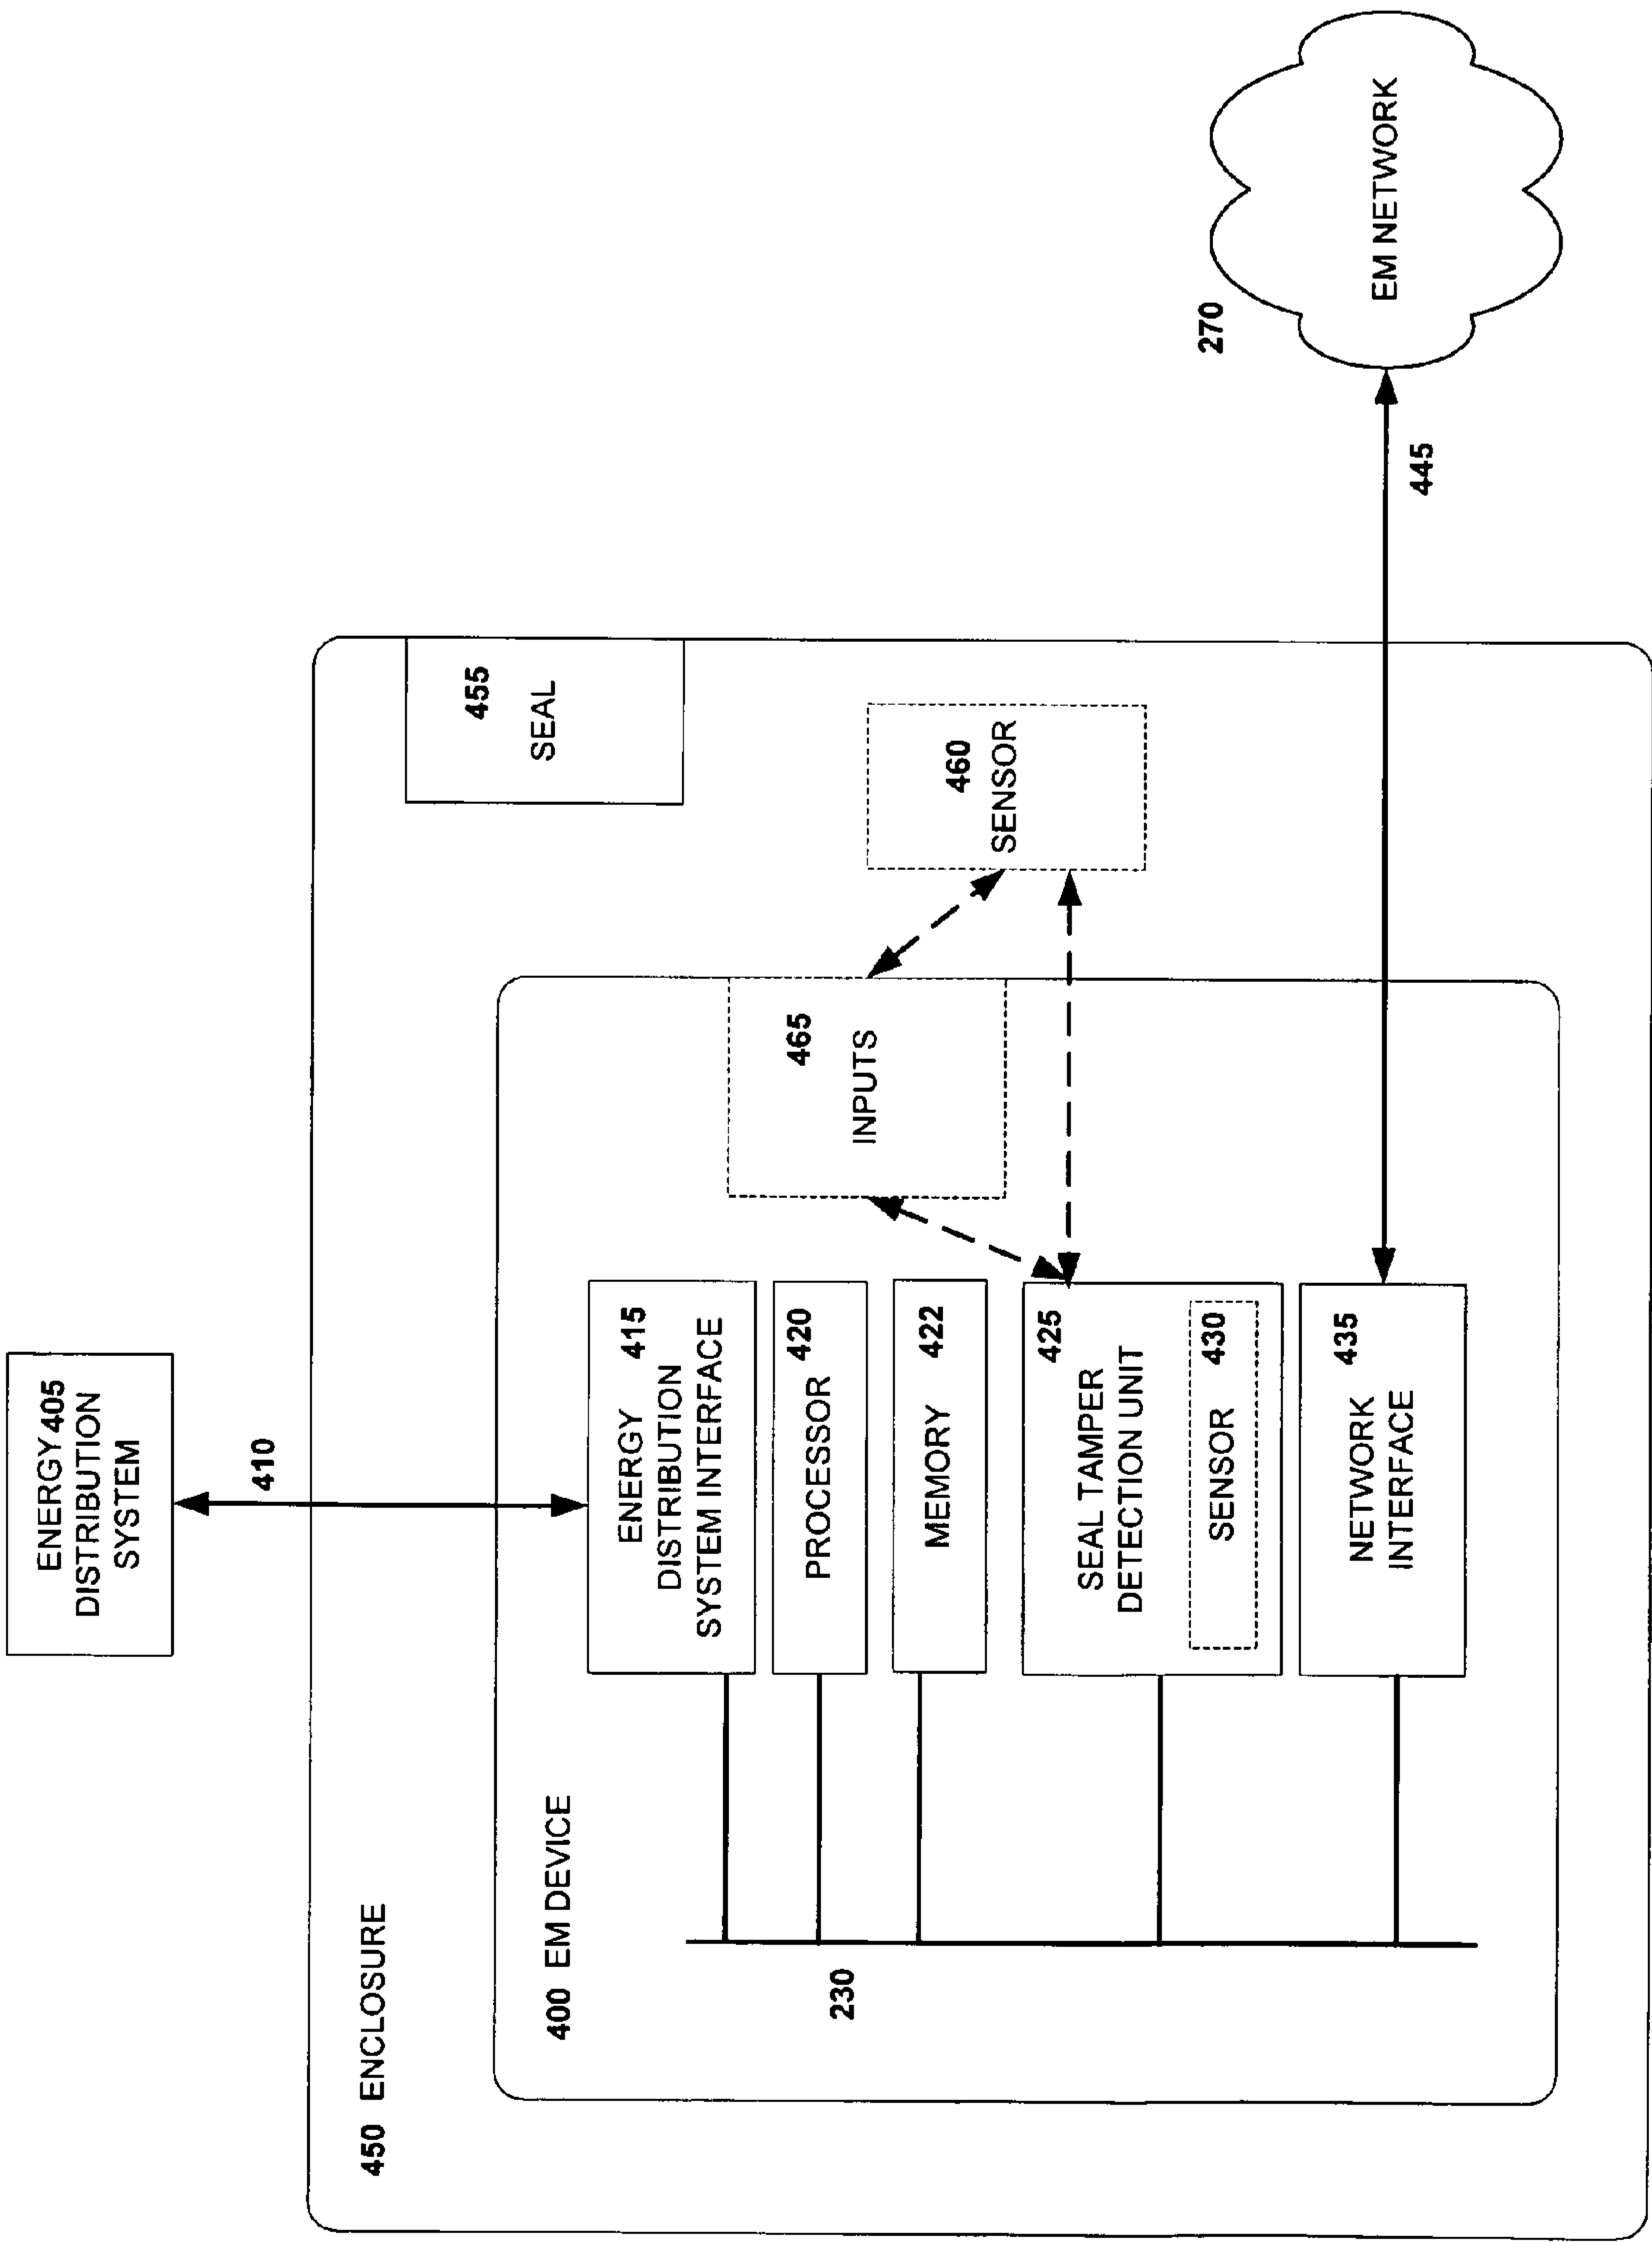 ENERGY 405
DISTRIBUTION
SYSTEM
410
450 ENCLOSURE
455
SEAL
400 EM DEVICE
415
ENERGY
DISTRIBUTION
SYSTEM INTERFACE
465
INPUTS
460
SENSOR
420
PROCESSOR
230
422
MEMORY
425
SEAL TAMPER
DETECTION UNIT
430
SENSOR
435
NETWORK
INTERFACE
445
270
EM NETWORK